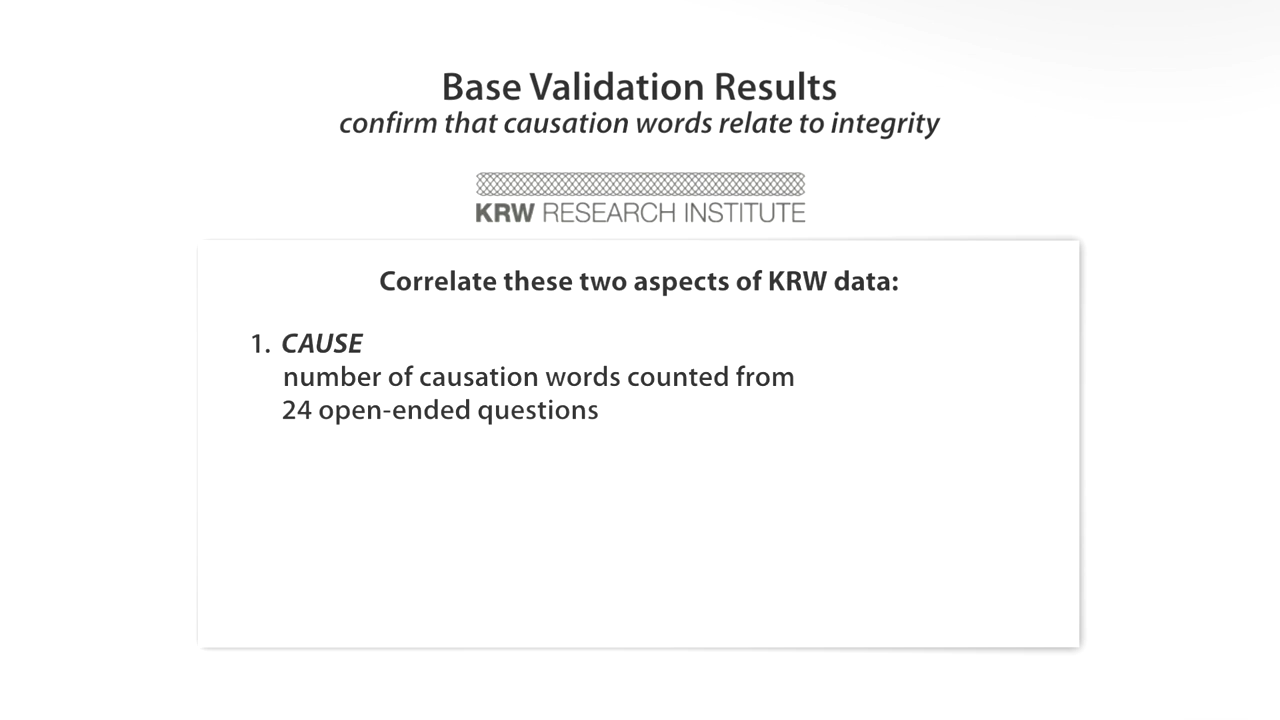 Base Validation Results
confirm that causation words relate to integrity
KRW RESEARCH INSTITUTE
Correlate these two aspects of KRW data:
1. CAUSE
number of causation words counted from
24 open-ended questions